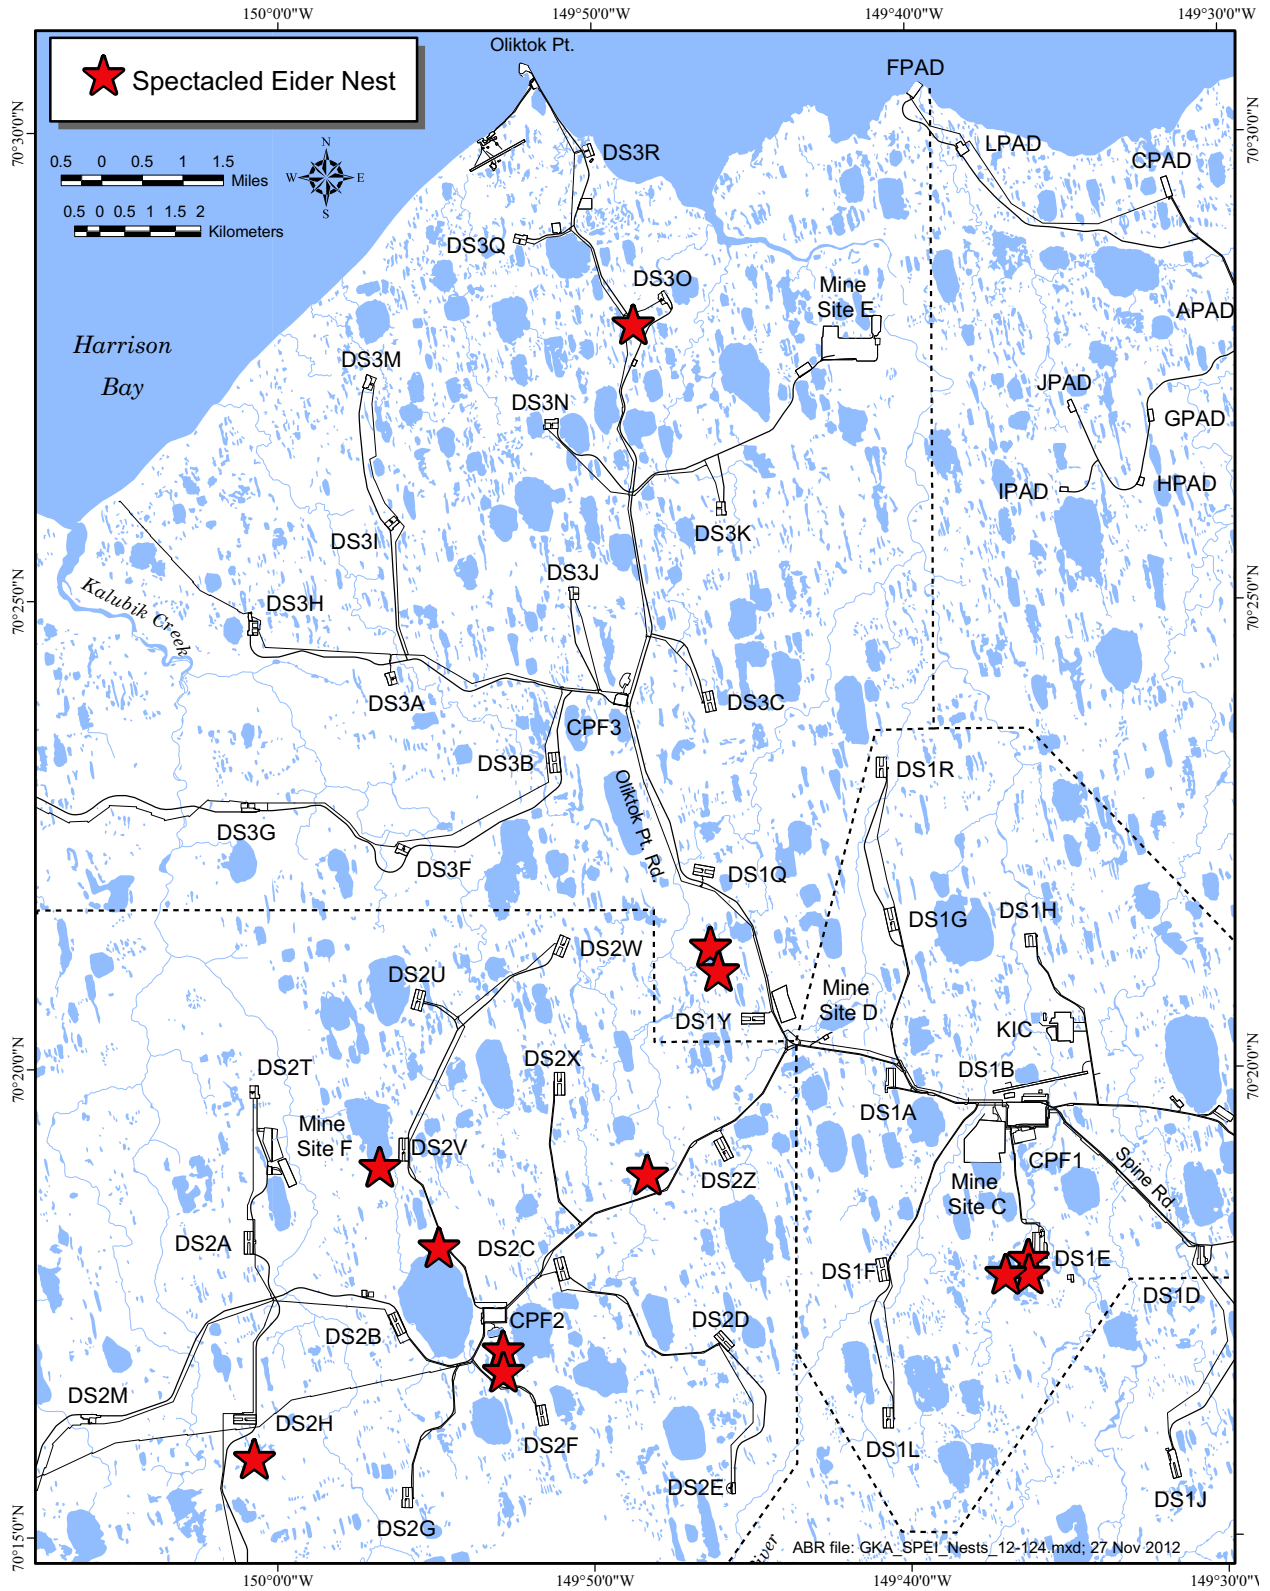 150°0'0"W
149°50'0"W
149°40'0"W
149°30'0"W
Spectacled Eider Nest
Oliktok Pt.
FPAD
70°30'0"N
70°30'0"N
0.5 0 0.5 1 1.5
Miles
0.5 0 0.5 1 1.5 2
Kilometers
N
W
E
S
DS3R
LPAD
CPAD
DS3Q
DS3O
Mine
Site E
APAD
Harrison
Bay
DS3M
JPAD
DS3N
GPAD
IPAD
HPAD
DS3I
DS3K
DS3J
70°25'0"N
70°25'0"N
Kalubik Creek
DS3H
DS3A
DS3C
CPF3
DS3B
DS1R
Oliktok Pt. Rd.
DS3G
DS3F
DS1Q
DS1G
DS1H
DS2W
DS2U
Mine
Site D
DS1Y
KIC
DS2X
DS2T
DS1B
70°20'0"N
70°20'0"N
DS1A
Mine
Site F
DS2V
DS2Z
CPF1
Spine Rd.
Mine
Site C
DS2A
DS2C
DS1F
DS1E
DS1D
DS2B
CPF2
DS2D
DS2M
DS2H
DS2F
DS1L
DS2E
DS2G
DS1J
70°15'0"N
iver
ABR file: GKA_SPEI_Nests_12-124.mxd; 27 Nov 2012
150°0'0"W
149°50'0"W
149°40'0"W
149°30'0"W